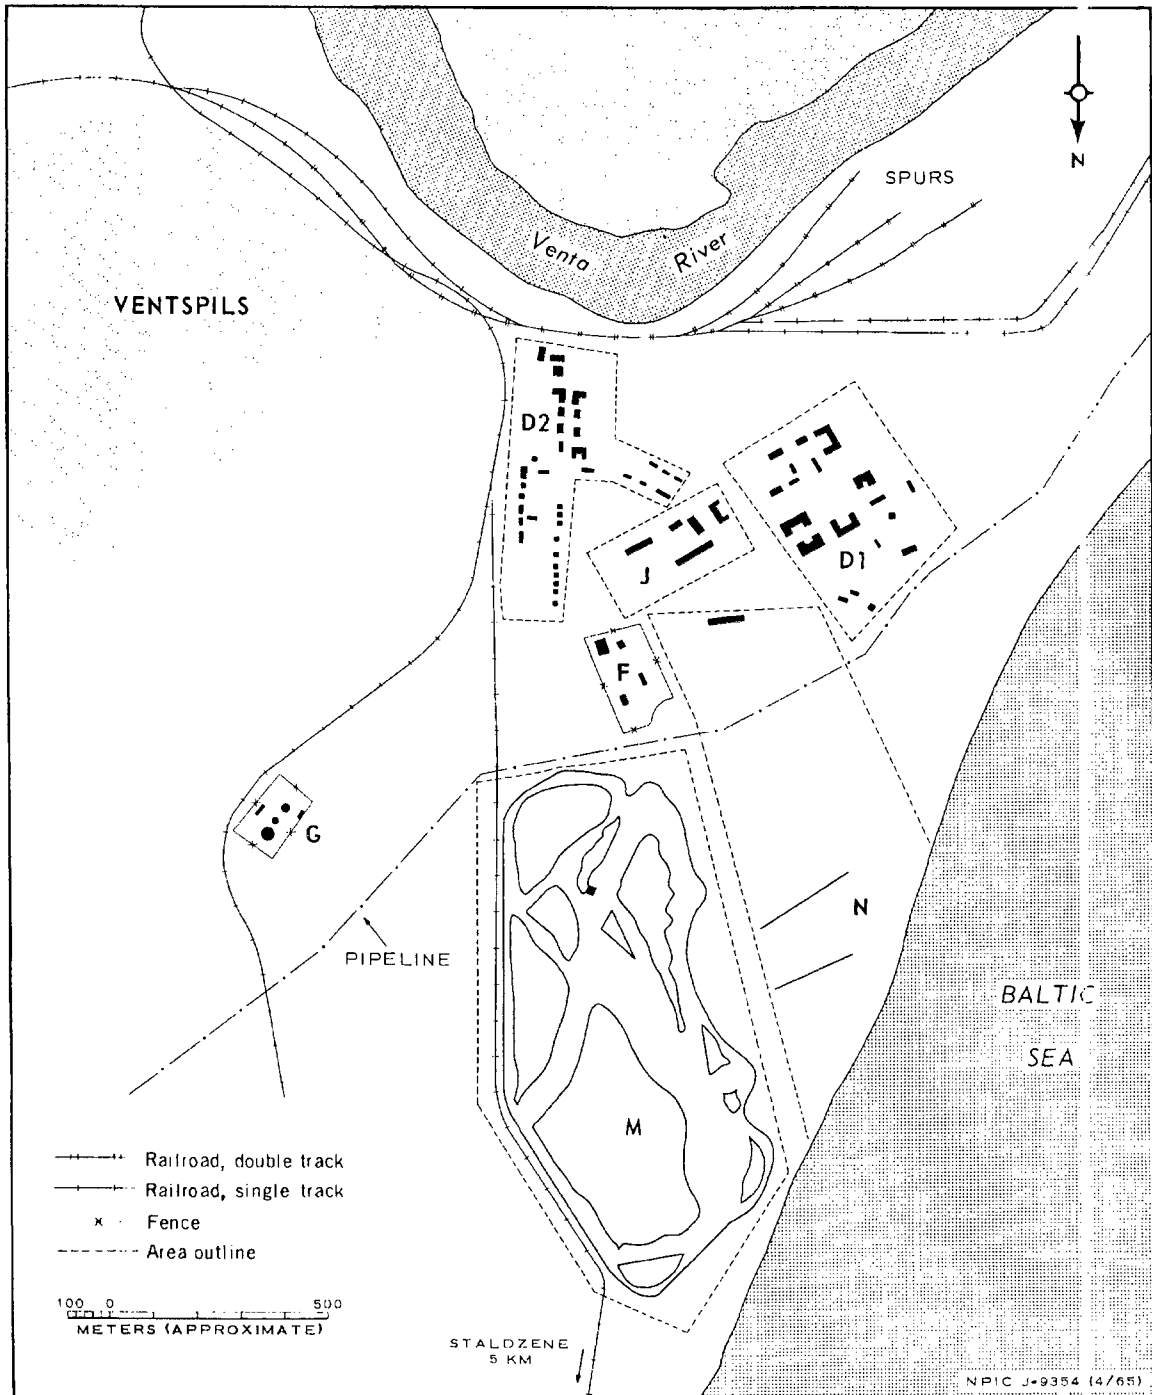 N
SPURS
Venta River
VENTSPILS
D2
D1
J
F
G
N
PIPELINE
BALTIC
SEA
M
Railroad, double track
Railroad, single track
Fence
Area outline
100 0 500
METERS (APPROXIMATE)
STALDZENE
5 KM
NPIC J-9354 (4/65)